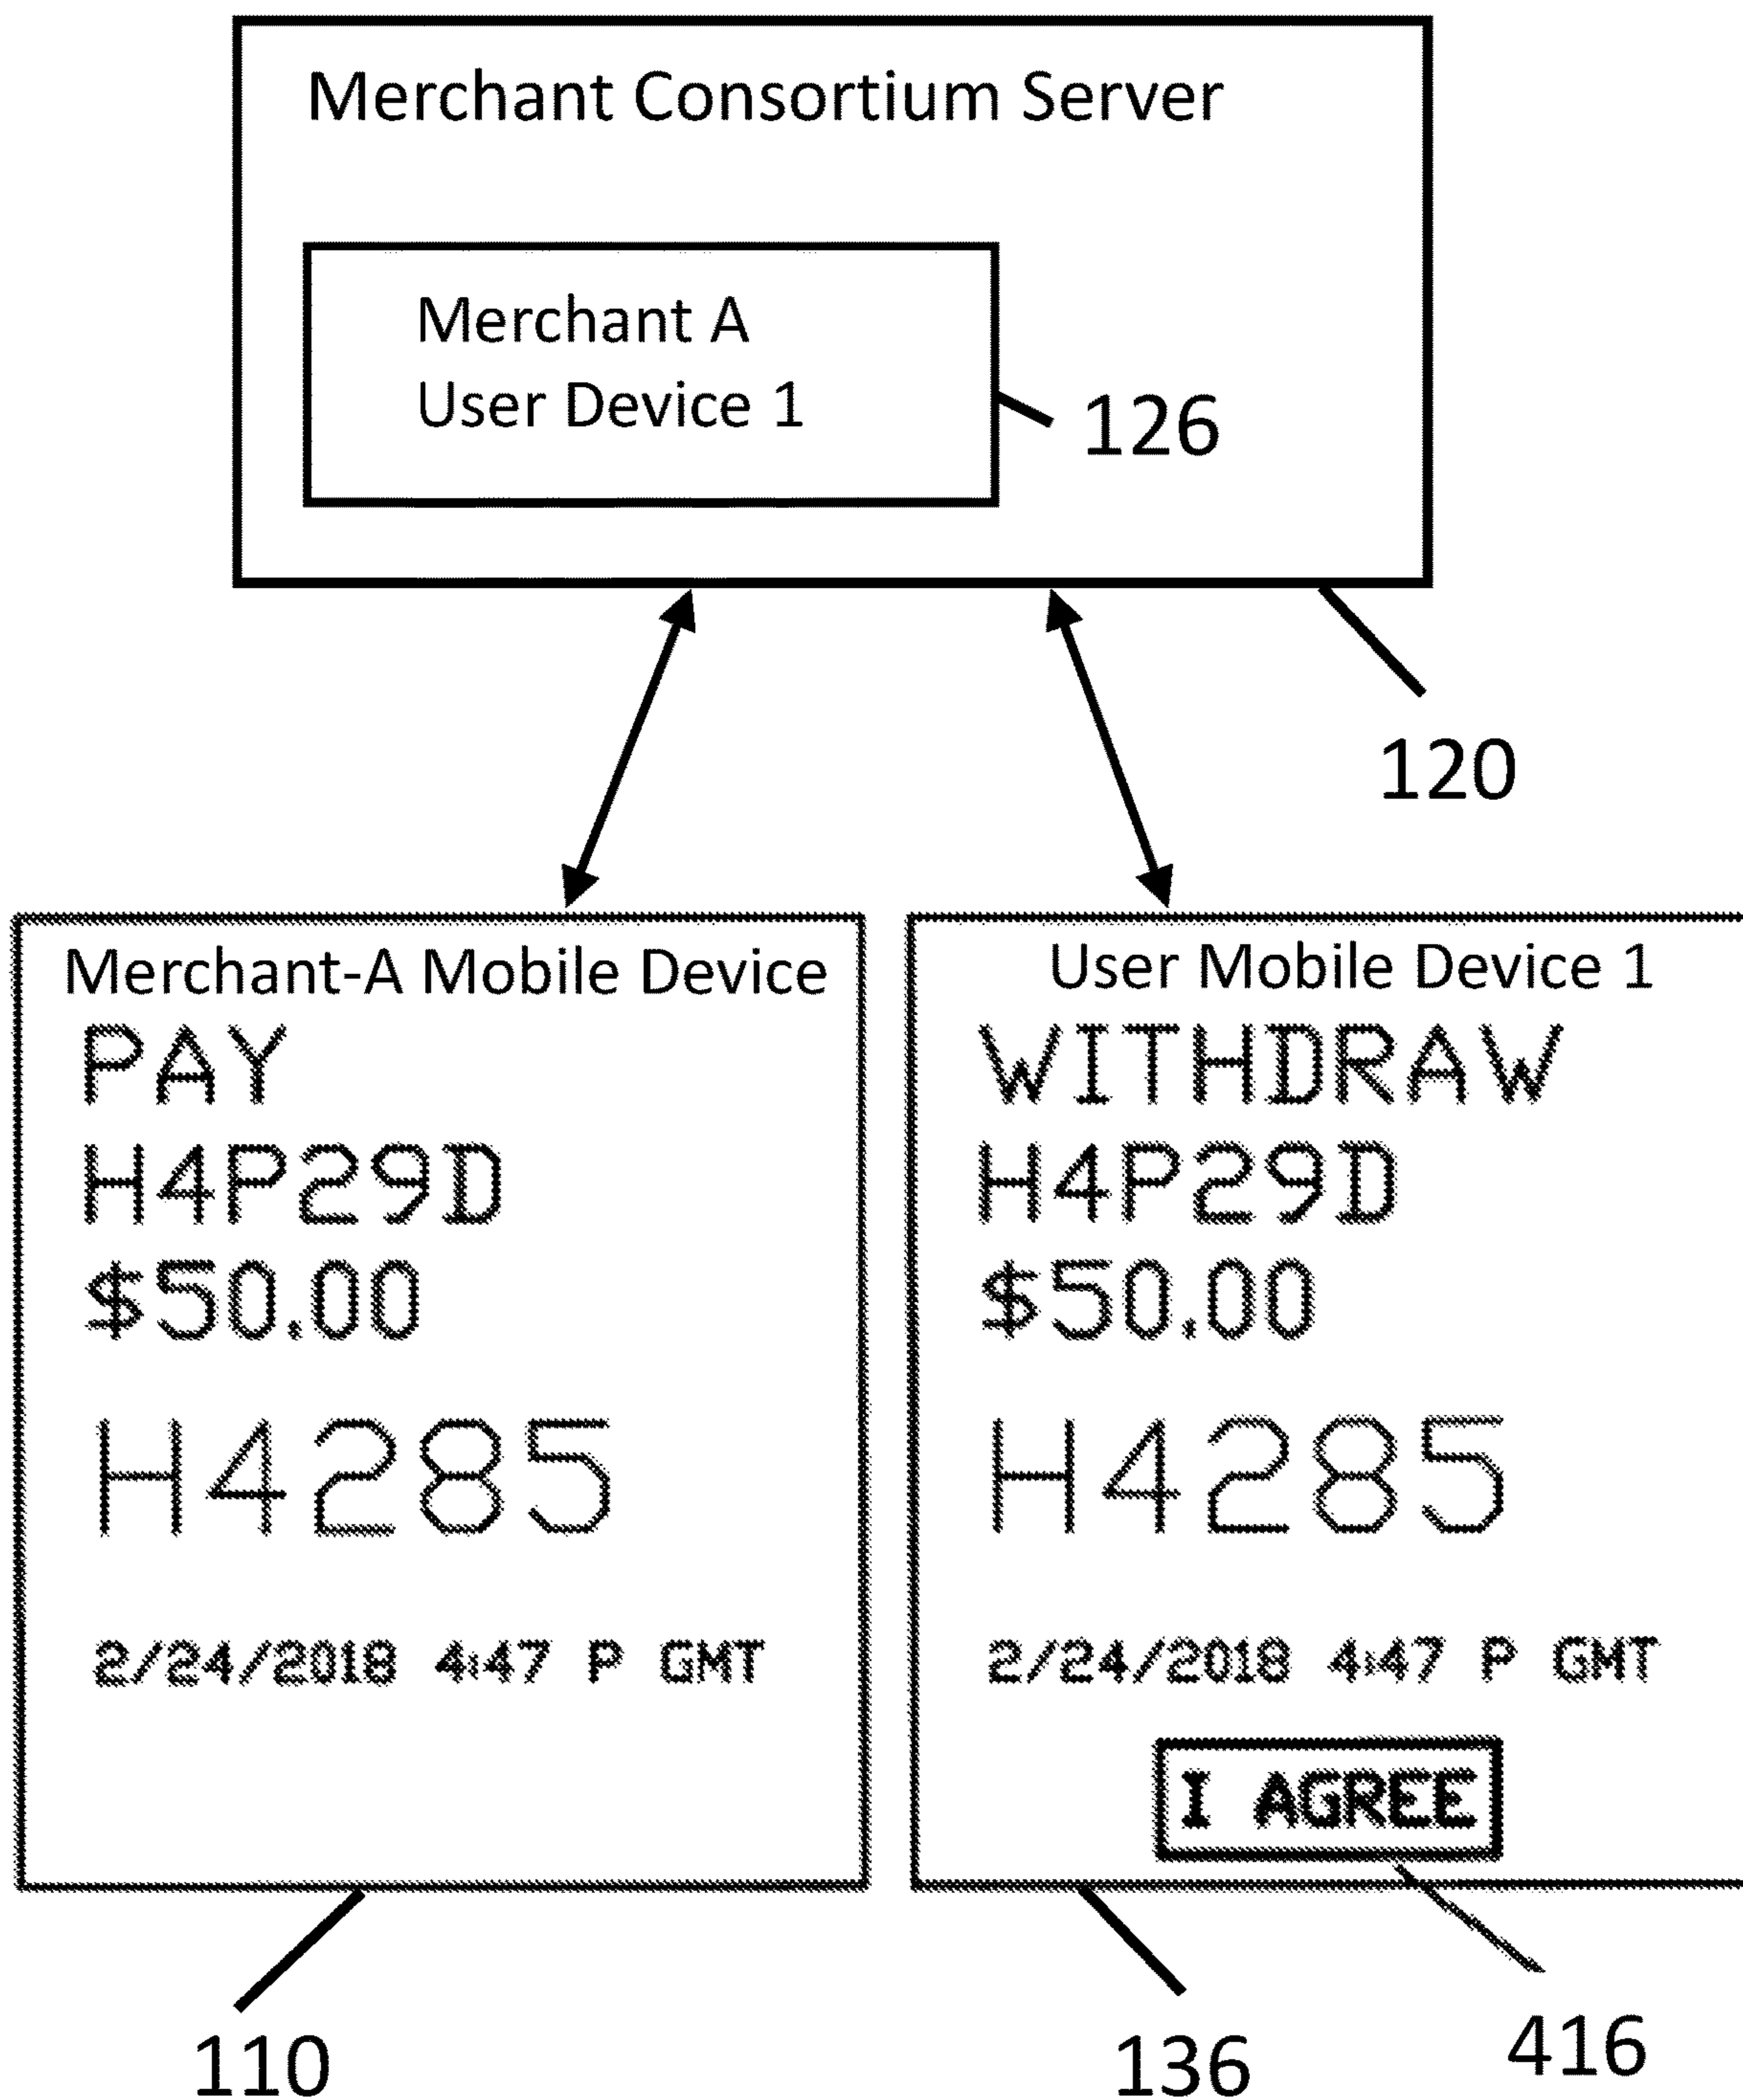 Merchant Consortium Server
Merchant A
User Device 1
126
120
Merchant-A Mobile Device
PAY
H4P29D
$50.00
H4285
2/24/2018 4:47 P GMT
110
User Mobile Device 1
WITHDRAW
H4P29D
$50.00
H4285
2/24/2018 4:47 P GMT
I AGREE
136
416